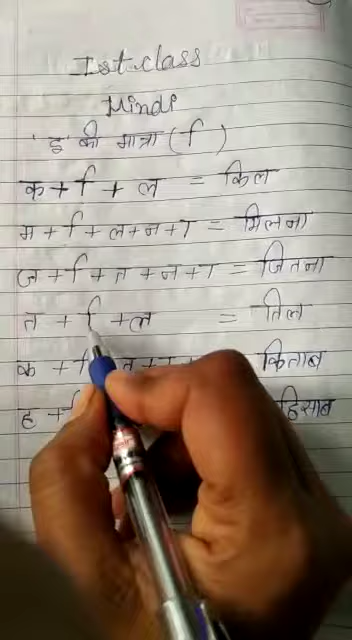 Ist class
Hindi
'इ' की मात्रा ( ि )
क + ि + ल = किल
म + ि + ल + न + ा = मिलना
ज + ि + त + न + ा = जितना
त + ि + ल = तिल
क + ि + त + किताब
ह + हिसाब